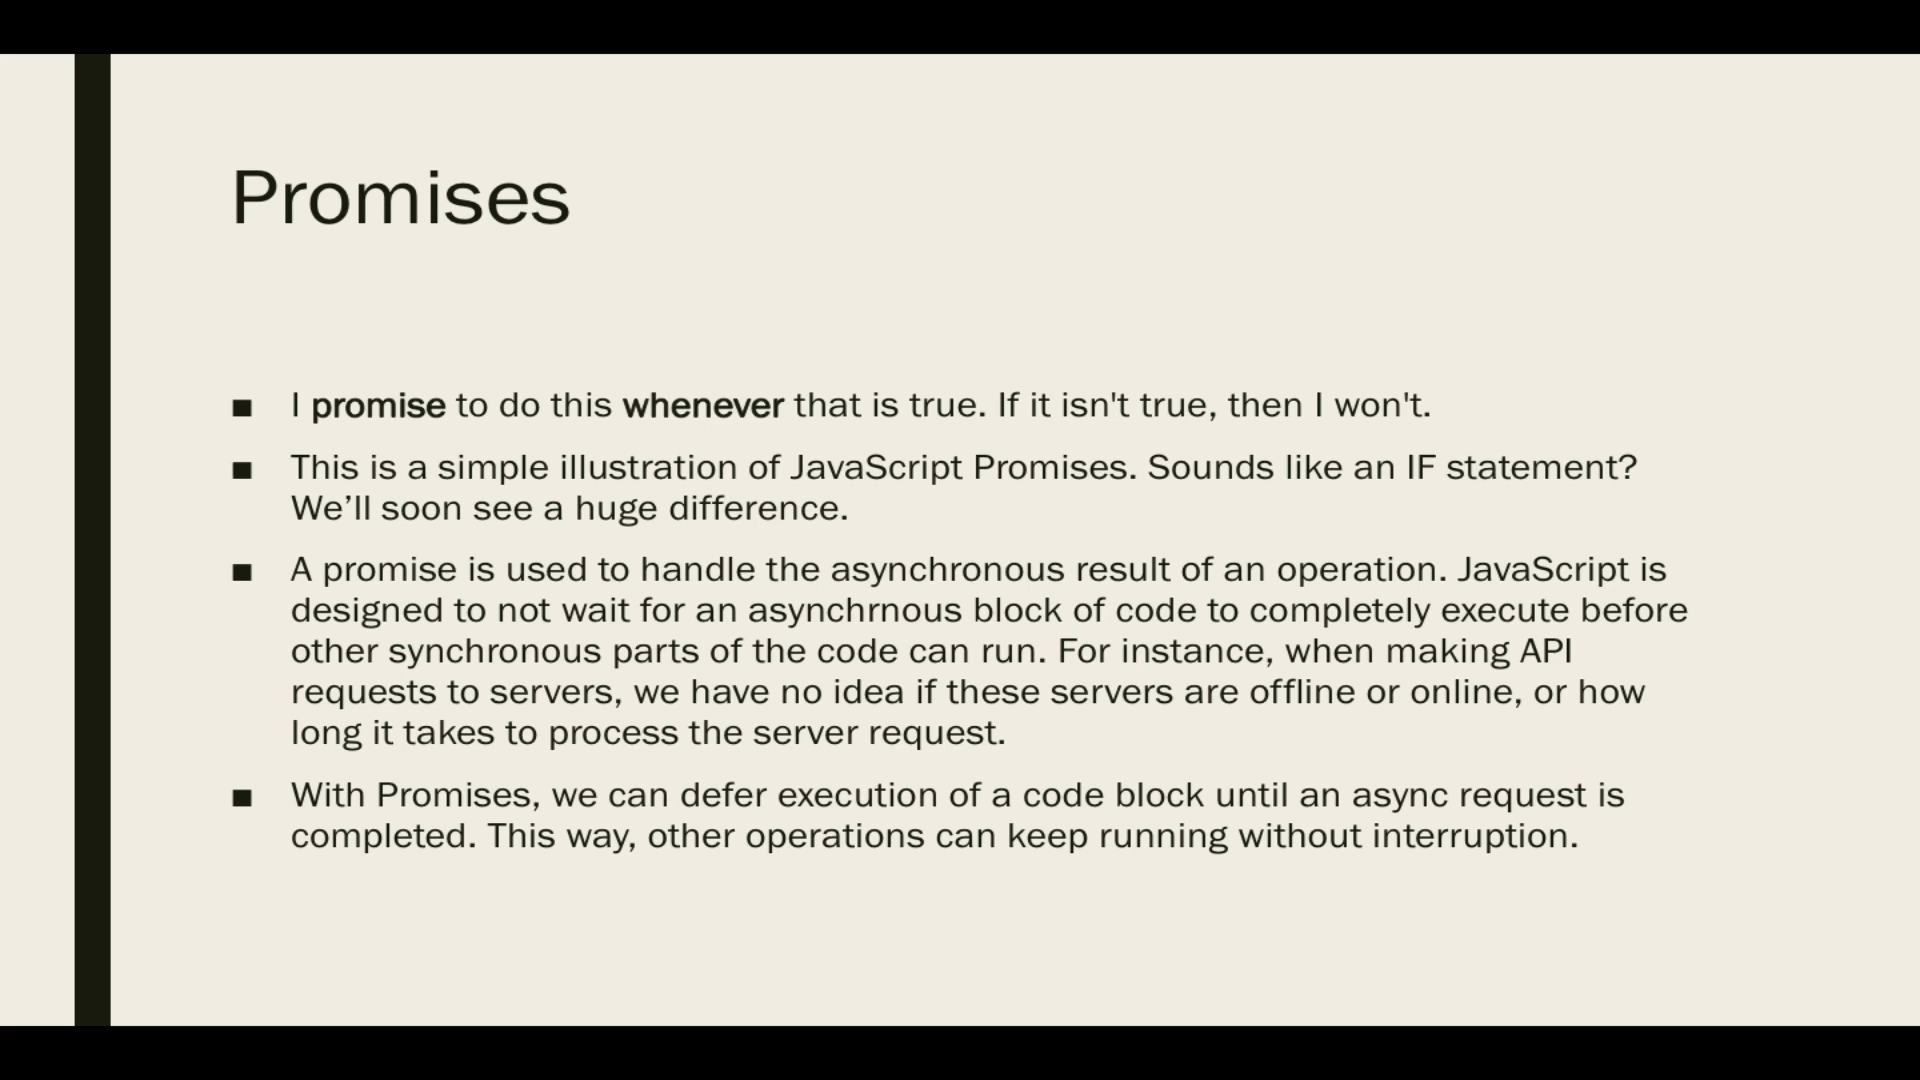 Promises
■ I promise to do this whenever that is true. If it isn't true, then I won't.
■ This is a simple illustration of JavaScript Promises. Sounds like an IF statement?
We’ll soon see a huge difference.
■ A promise is used to handle the asynchronous result of an operation. JavaScript is
designed to not wait for an asynchrnous block of code to completely execute before
other synchronous parts of the code can run. For instance, when making API
requests to servers, we have no idea if these servers are offline or online, or how
long it takes to process the server request.
■ With Promises, we can defer execution of a code block until an async request is
completed. This way, other operations can keep running without interruption.